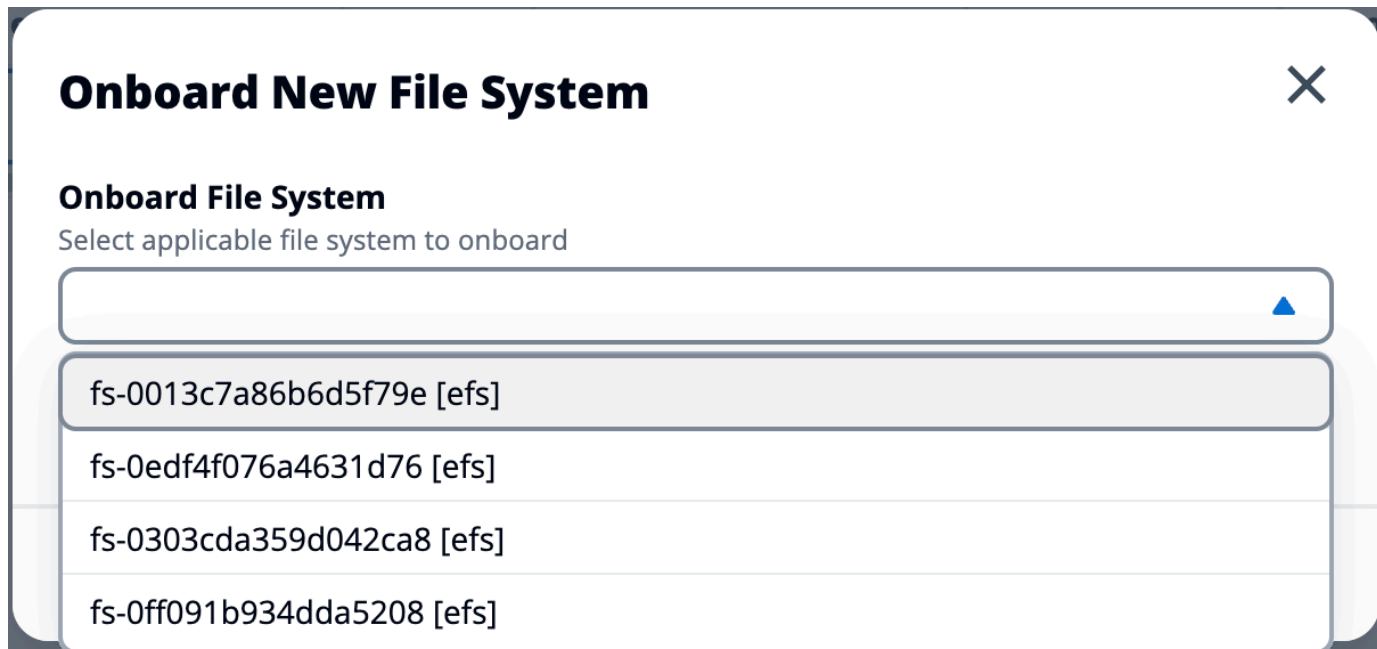 Onboard New File System
Onboard File System
Select applicable file system to onboard
fs-0013c7a86b6d5f79e [efs]
fs-0edf4f076a4631d76 [efs]
fs-0303cda359d042ca8 [efs]
fs-0ff091b934dda5208 [efs]